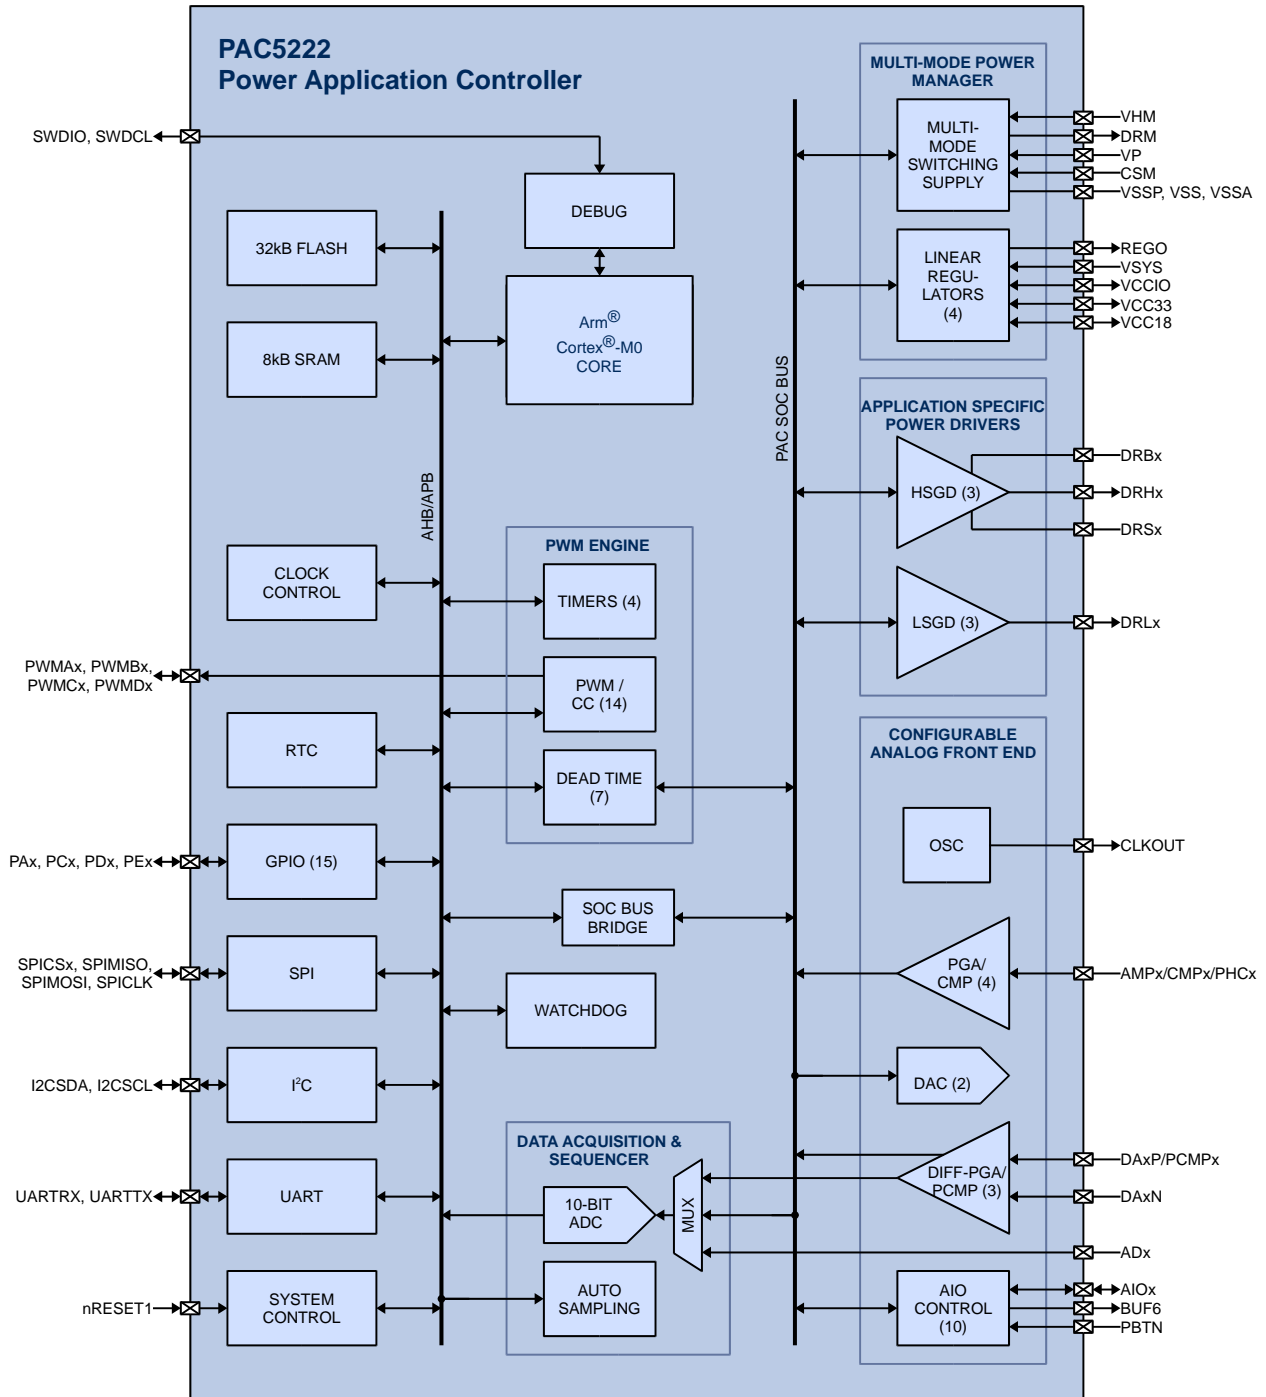 PAC5222
Power Application Controller
SWDIO, SWDCL
DEBUG
32kB FLASH
8kB SRAM
Arm®
Cortex®-M0
CORE
AHB/APB
PAC SOC BUS
CLOCK
CONTROL
PWM ENGINE
TIMERS (4)
PWMAx, PWMBx,
PWMCx, PWMDx
PWM /
CC (14)
RTC
DEAD TIME
(7)
PAx, PCx, PDx, PEx
GPIO (15)
SOC BUS
BRIDGE
SPICSx, SPIMISO,
SPIMOSI, SPICLK
SPI
WATCHDOG
I2CSDA, I2CSCL
I²C
DATA ACQUISITION &
SEQUENCER
UARTRX, UARTTX
UART
10-BIT
ADC
MUX
nRESET1
SYSTEM
CONTROL
AUTO
SAMPLING
MULTI-MODE POWER
MANAGER
MULTI-
MODE
SWITCHING
SUPPLY
VHM
DRM
VP
CSM
VSSP, VSS, VSSA
LINEAR
REGU-
LATORS
(4)
REGO
VSYS
VCCIO
VCC33
VCC18
APPLICATION SPECIFIC
POWER DRIVERS
HSGD (3)
DRBx
DRHx
DRSx
LSGD (3)
DRLx
CONFIGURABLE
ANALOG FRONT END
OSC
CLKOUT
PGA/
CMP (4)
AMPx/CMPx/PHCx
DAC (2)
DIFF-PGA/
PCMP (3)
DAxP/PCMPx
DAxN
ADx
AIO
CONTROL
(10)
AIOx
BUF6
PBTN